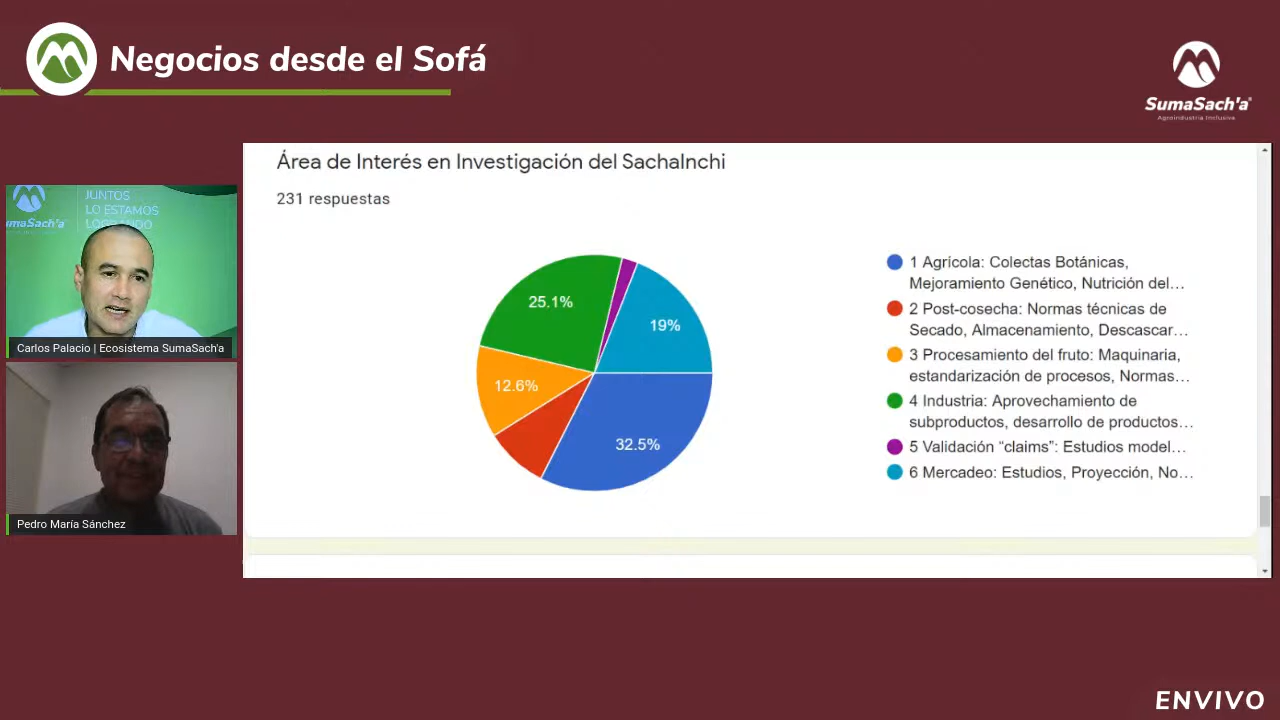 Negocios desde el Sofá
SumaSach'a
Agroindustria Inclusiva
Área de Interés en Investigación del SachaInchi
231 respuestas
25.1%
19%
12.6%
32.5%
1 Agrícola: Colectas Botánicas,
Mejoramiento Genético, Nutrición del...
2 Post-cosecha: Normas técnicas de
Secado, Almacenamiento, Descascar...
3 Procesamiento del fruto: Maquinaria,
estandarización de procesos, Normas...
4 Industria: Aprovechamiento de
subproductos, desarrollo de productos...
5 Validación “claims”: Estudios model...
6 Mercadeo: Estudios, Proyección, No...
JUNTOS
LO ESTAMOS
LOGRANDO
maSach'a
Carlos Palacio | Ecosistema SumaSach'a
Pedro María Sánchez
ENVIVO